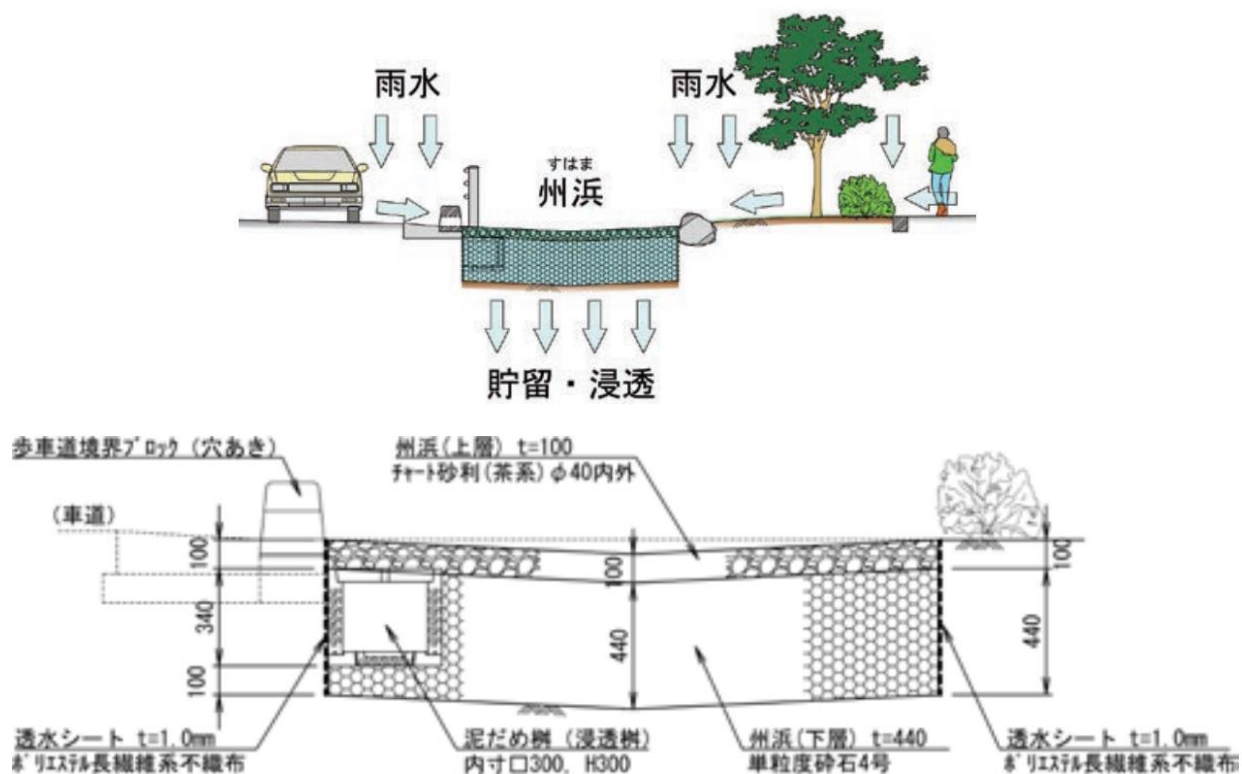 雨水
雨水
すはま
州浜
貯留・浸透
歩車道境界ﾌﾞﾛｯｸ（穴あき）
州浜(上層) t=100
ﾁｬｰﾄ砂利(茶系)φ40内外
(車道)
100
100
100
340
440
440
100
透水シート t=1.0mm
ﾎﾟﾘｴｽﾃﾙ長繊維系不織布
泥だめ桝（浸透桝）
内寸□300, H300
州浜(下層) t=440
単粒度砕石4号
透水シート t=1.0mm
ﾎﾟﾘｴｽﾃﾙ長繊維系不織布